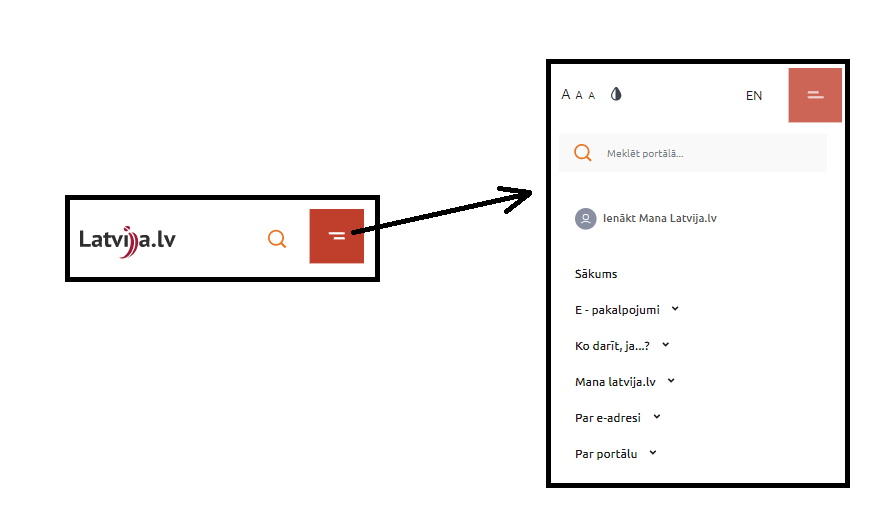 Latvija.lv
A A A
EN
Meklēt portālā...
Ienākt Mana Latvija.lv
Sākums
E - pakalpojumi
Ko darīt, ja...?
Mana latvija.lv
Par e-adresi
Par portālu